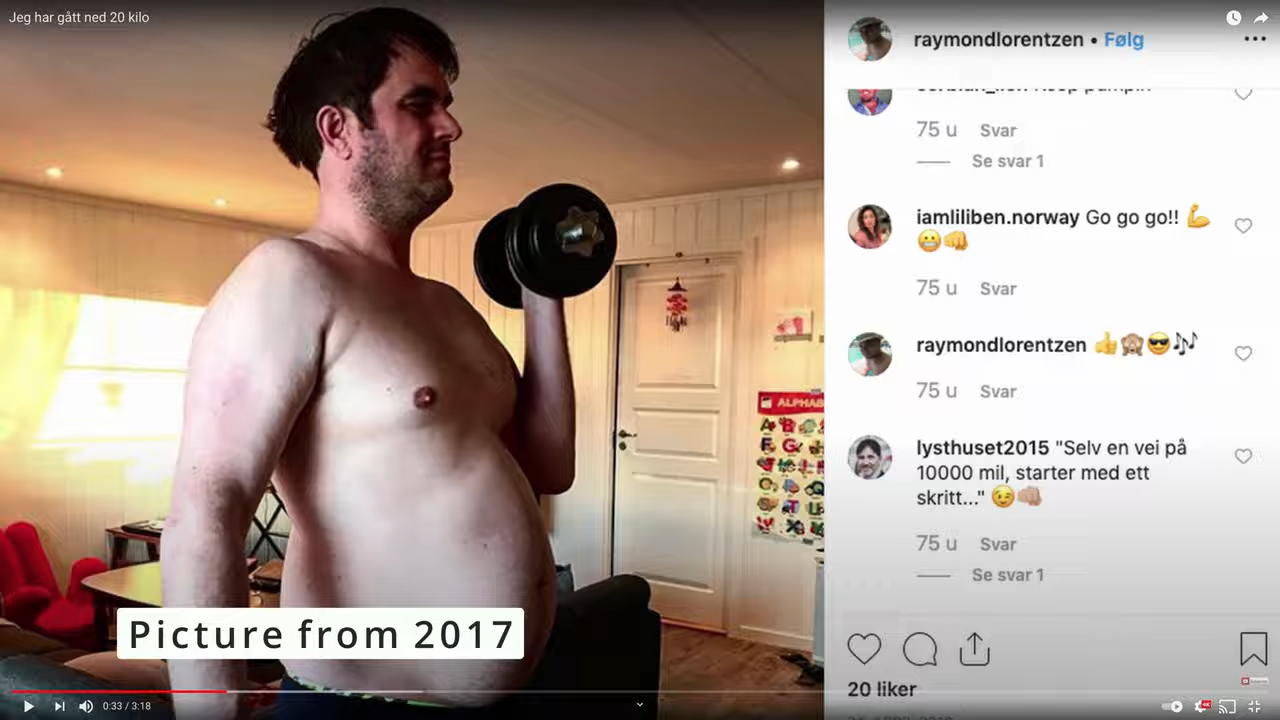 Jeg har gått ned 20 kilo
raymondlorentzen • Følg
75 u Svar
Se svar 1
iamliliben.norway Go go go!! 💪
😬👊
75 u Svar
raymondlorentzen 👍🙈😎🎶
75 u Svar
lysthuset2015 "Selv en vei på
10000 mil, starter med ett
skritt..." 😉👊🏼
75 u Svar
Se svar 1
20 liker
ALPHAB
Picture from 2017
0:33 / 3:18